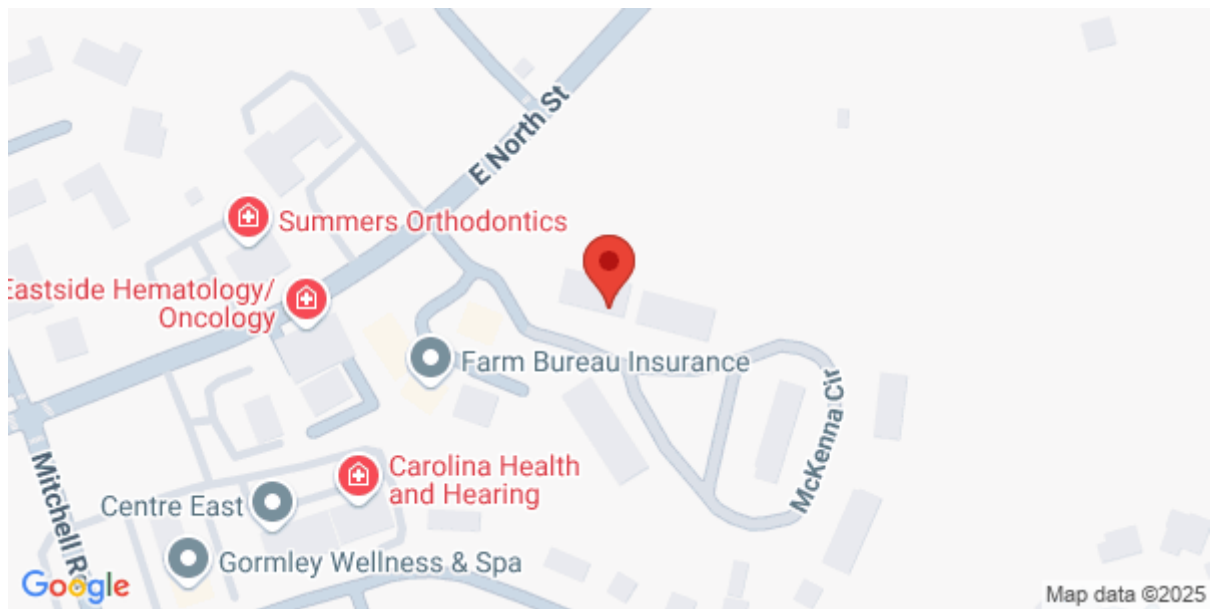 E North St
Summers Orthodontics
Eastside Hematology/
Oncology
Farm Bureau Insurance
McKenna Cir
Carolina Health
and Hearing
Centre East
Mitchell R
Gormley Wellness & Spa
Google
Map data ©2025